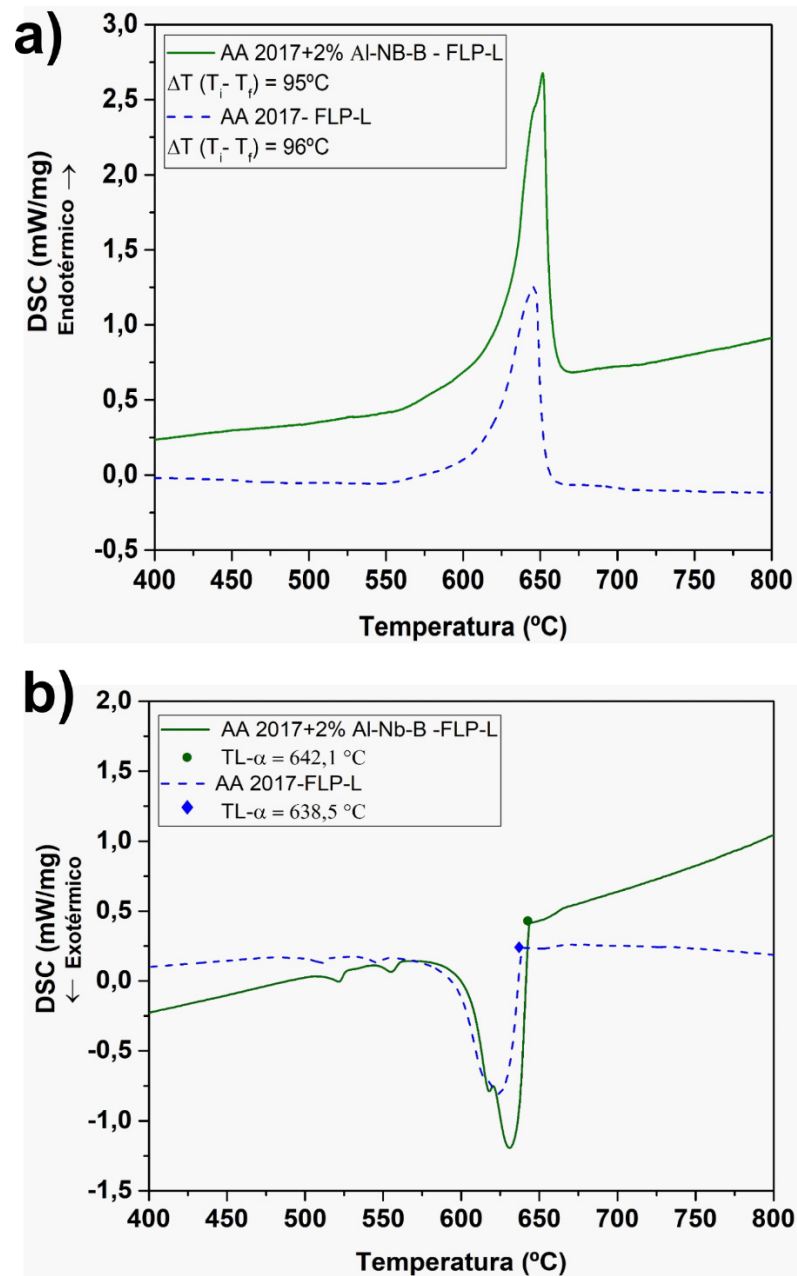 a)
3,0
2,5
2,0
1,5
1,0
0,5
0,0
-0,5
DSC (mW/mg)
Endotérmico →
AA 2017+2% Al-NB-B - FLP-L
ΔT (Ti- Tf) = 95ºC
AA 2017- FLP-L
ΔT (Ti- Tf) = 96ºC
400 450 500 550 600 650 700 750 800
Temperatura (ºC)
b)
2,0
1,5
1,0
0,5
0,0
-0,5
-1,0
-1,5
DSC (mW/mg)
← Exotérmico
AA 2017+2% Al-Nb-B -FLP-L
TL-α = 642,1 °C
AA 2017-FLP-L
TL-α = 638,5 °C
400 450 500 550 600 650 700 750 800
Temperatura (ºC)